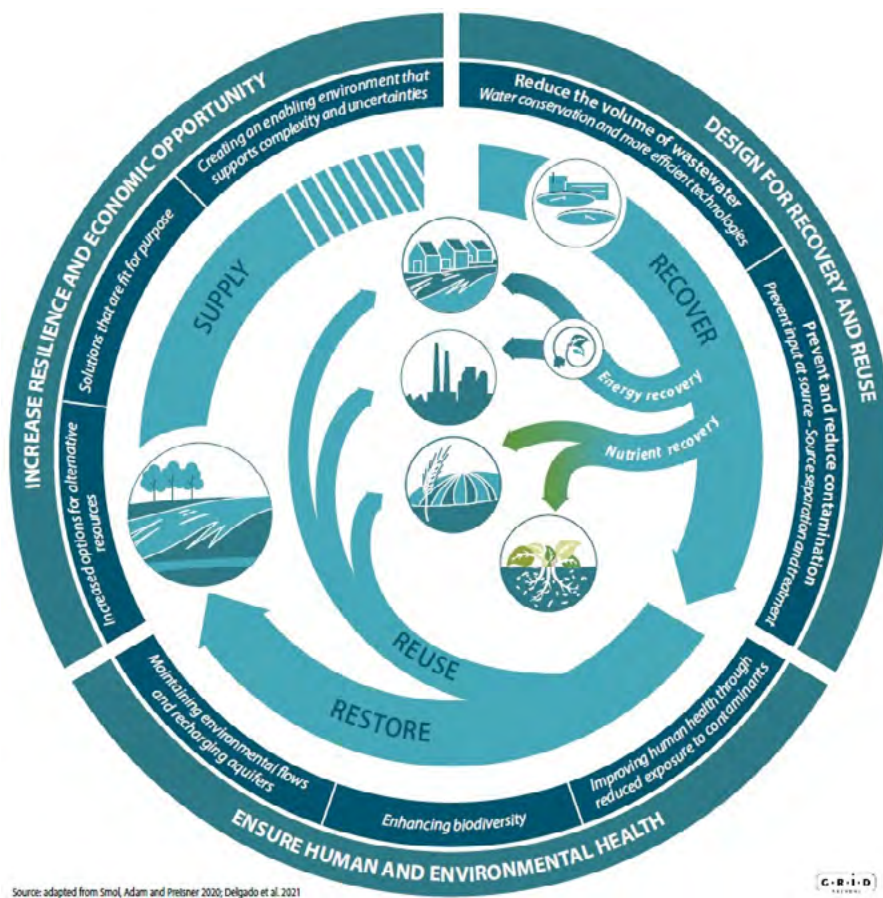 INCREASE RESILIENCE AND ECONOMIC OPPORTUNITY
Creating an enabling environment that
supports complexity and uncertainties
Solutions that are fit for purpose
Increased options for alternative
resources
DESIGN FOR RECOVERY AND REUSE
Reduce the volume of wastewater
Water conservation and more efficient technologies
Prevent and reduce contamination
Prevent input at source – Source separation and treatment
ENSURE HUMAN AND ENVIRONMENTAL HEALTH
Maintaining environmental flows
and recharging aquifers
Enhancing biodiversity
Improving human health through
reduced exposure to contaminants
SUPPLY
RECOVER
Energy recovery
Nutrient recovery
REUSE
RESTORE
Source: adapted from Smol, Adam and Preisner 2020; Delgado et al. 2021
G·R·I·D